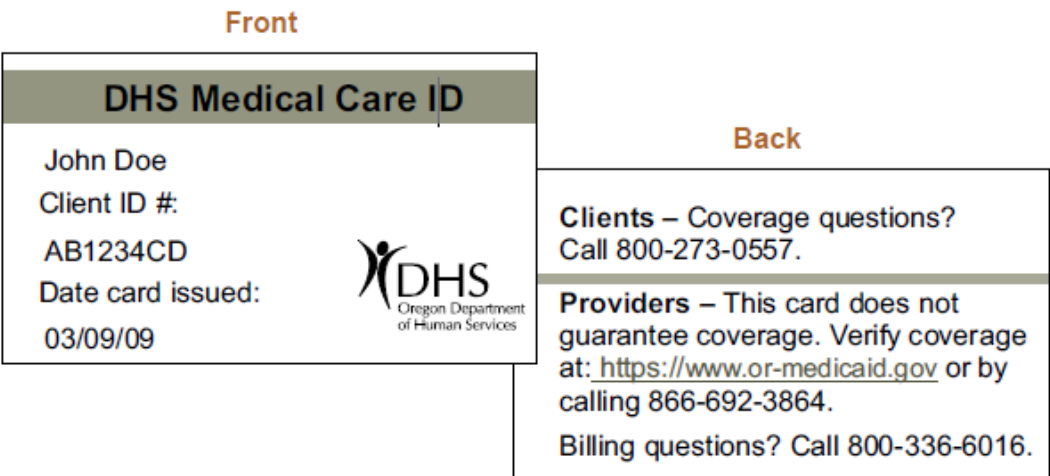 Front
DHS Medical Care ID
John Doe
Client ID #:
AB1234CD
Date card issued:
03/09/09
DHS
Oregon Department
of Human Services
Back
Clients – Coverage questions?
Call 800-273-0557.
Providers – This card does not
guarantee coverage. Verify coverage
at: https://www.or-medicaid.gov or by
calling 866-692-3864.
Billing questions? Call 800-336-6016.